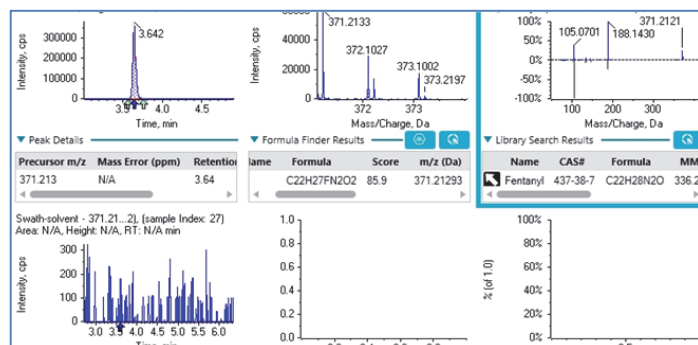 300000
200000
100000
0
3.642
3.5
4.0
4.5
Intensity, cps
Time, min
60000
40000
20000
0
371.2133
372.1027
373.1002
373.2197
372
373
Intensity, cps
Mass/Charge, Da
100%
50%
0%
-50%
-100%
105.0701
188.1430
371.2121
100
200
300
Mass/Charge, Da
Peak Details
Precursor m/z Mass Error (ppm) Retention
371.213 N/A 3.64
Formula Finder Results
Formula Score m/z (Da)
C22H27FN2O2 85.9 371.21293
Library Search Results
Name CAS# Formula MM
Fentanyl 437-38-7 C22H28N2O 336.2
Swath-solvent - 371.21...2), (sample Index: 27)
Area: N/A, Height: N/A, RT: N/A min
300
200
100
0
3.0 3.5 4.0 4.5 5.0 5.5 6.0
Intensity, cps
1.0
0.8
0.6
0.4
0.2
0.0
100%
80%
60%
40%
20%
0%
% (of 1.0)